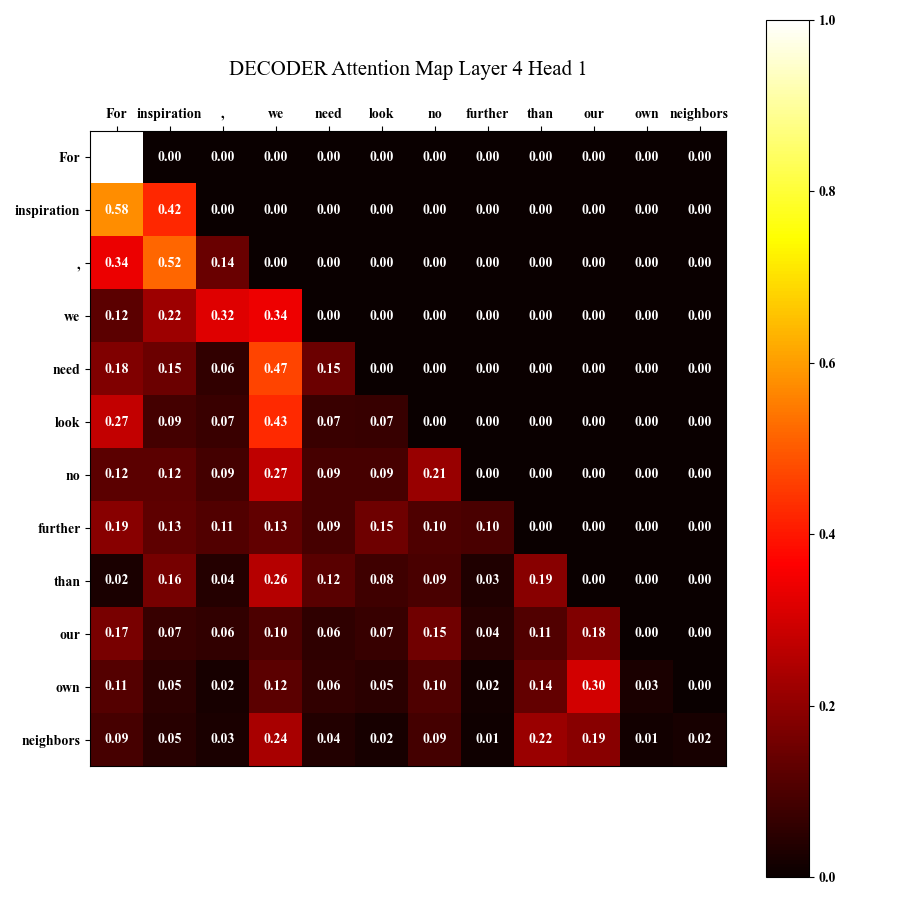 DECODER Attention Map Layer 4 Head 1
For inspiration , we need look no further than our own neighbors
For 0.00 0.00 0.00 0.00 0.00 0.00 0.00 0.00 0.00 0.00 0.00
inspiration 0.58 0.42 0.00 0.00 0.00 0.00 0.00 0.00 0.00 0.00 0.00 0.00
, 0.34 0.52 0.14 0.00 0.00 0.00 0.00 0.00 0.00 0.00 0.00 0.00
we 0.12 0.22 0.32 0.34 0.00 0.00 0.00 0.00 0.00 0.00 0.00 0.00
need 0.18 0.15 0.06 0.47 0.15 0.00 0.00 0.00 0.00 0.00 0.00 0.00
look 0.27 0.09 0.07 0.43 0.07 0.07 0.00 0.00 0.00 0.00 0.00 0.00
no 0.12 0.12 0.09 0.27 0.09 0.09 0.21 0.00 0.00 0.00 0.00 0.00
further 0.19 0.13 0.11 0.13 0.09 0.15 0.10 0.10 0.00 0.00 0.00 0.00
than 0.02 0.16 0.04 0.26 0.12 0.08 0.09 0.03 0.19 0.00 0.00 0.00
our 0.17 0.07 0.06 0.10 0.06 0.07 0.15 0.04 0.11 0.18 0.00 0.00
own 0.11 0.05 0.02 0.12 0.06 0.05 0.10 0.02 0.14 0.30 0.03 0.00
neighbors 0.09 0.05 0.03 0.24 0.04 0.02 0.09 0.01 0.22 0.19 0.01 0.02
1.0
0.8
0.6
0.4
0.2
0.0